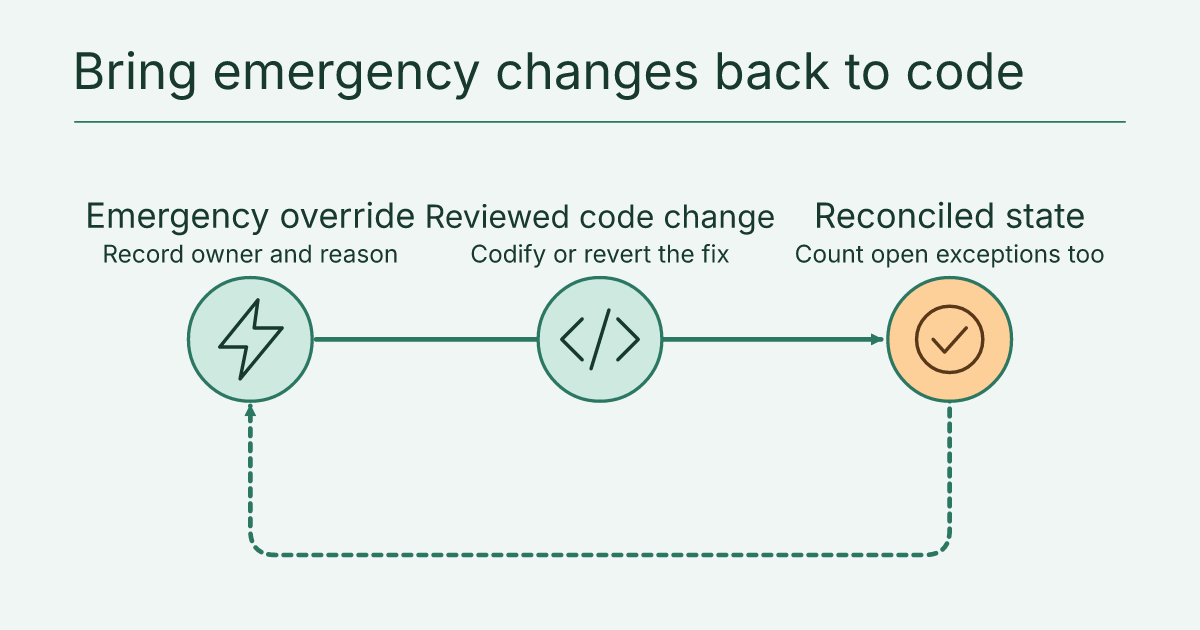 Bring emergency changes back to code
Emergency override
Record owner and reason
Reviewed code change
Codify or revert the fix
Reconciled state
Count open exceptions too